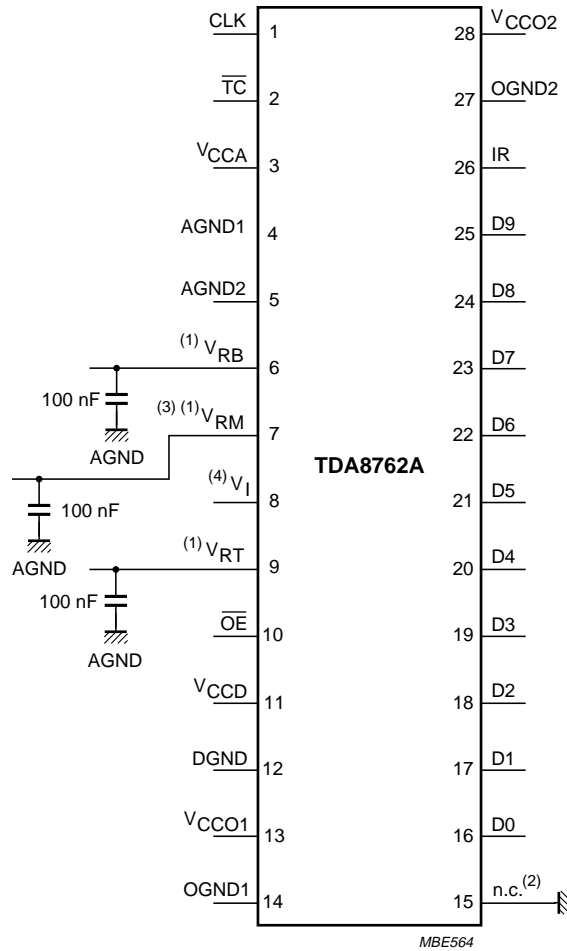 CLK 1 28 VCCO2
TC 2 27 OGND2
VCCA 3 26 IR
AGND1 4 25 D9
AGND2 5 24 D8
(1) VRB 6 23 D7
100 nF
AGND
(3) (1) VRM 7 22 D6
TDA8762A
(4) VI 8 21 D5
100 nF
AGND
(1) VRT 9 20 D4
100 nF
AGND
OE 10 19 D3
VCCD 11 18 D2
DGND 12 17 D1
VCCO1 13 16 D0
OGND1 14 15 n.c.(2)
MBE564